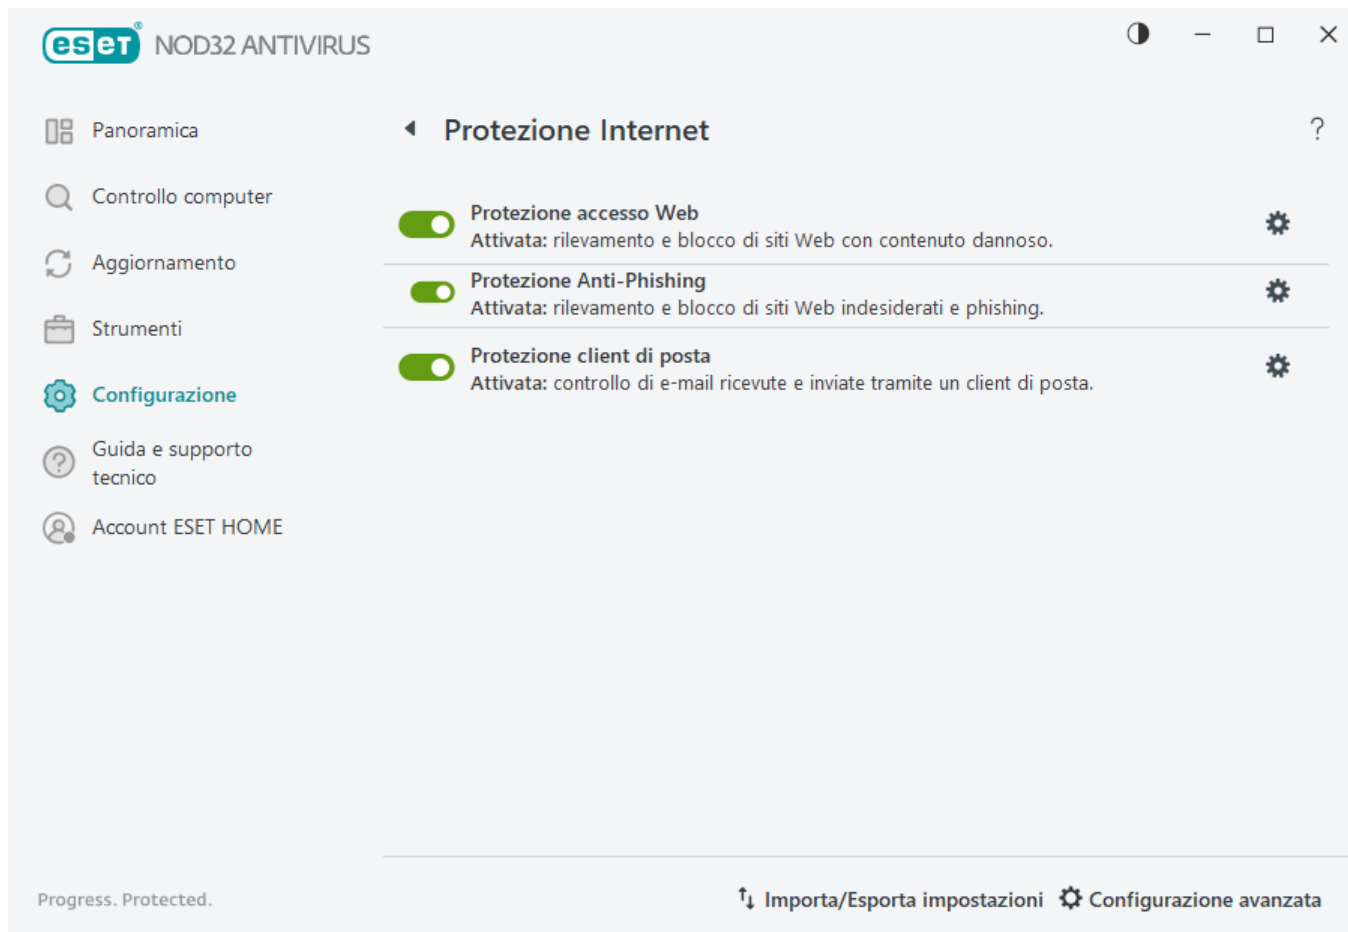 eset® NOD32 ANTIVIRUS
Panoramica
Controllo computer
Aggiornamento
Strumenti
Configurazione
Guida e supporto
tecnico
Account ESET HOME
Protezione Internet
?
Protezione accesso Web
Attivata: rilevamento e blocco di siti Web con contenuto dannoso.
Protezione Anti-Phishing
Attivata: rilevamento e blocco di siti Web indesiderati e phishing.
Protezione client di posta
Attivata: controllo di e-mail ricevute e inviate tramite un client di posta.
Progress. Protected.
Importa/Esporta impostazioni
Configurazione avanzata